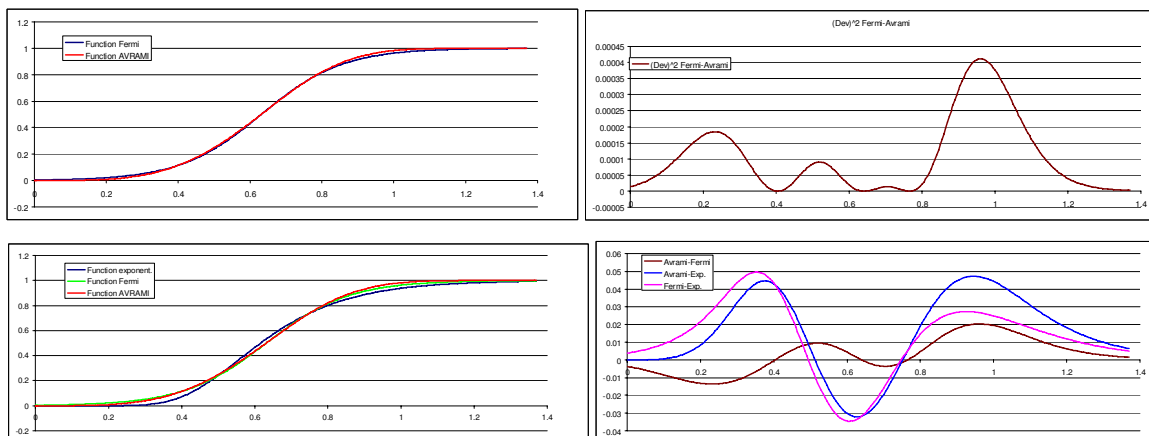 1.2
1
0.8
0.6
0.4
0.2
0
-0.2
Function Fermi
Function AVRAMI
0 0.2 0.4 0.6 0.8 1 1.2 1.4
(Dev)^2 Fermi-Avrami
0.00045
0.0004
0.00035
0.0003
0.00025
0.0002
0.00015
0.0001
0.00005
0
-0.00005
(Dev)^2 Fermi-Avrami
0 0.2 0.4 0.6 0.8 1 1.2 1.4
1.2
1
0.8
0.6
0.4
0.2
0
-0.2
Function exponent.
Function Fermi
Function AVRAMI
0 0.2 0.4 0.6 0.8 1 1.2 1.4
0.06
0.05
0.04
0.03
0.02
0.01
0
-0.01
-0.02
-0.03
-0.04
Avrami-Fermi
Avrami-Exp.
Fermi-Exp.
0 0.2 0.4 0.6 0.8 1 1.2 1.4